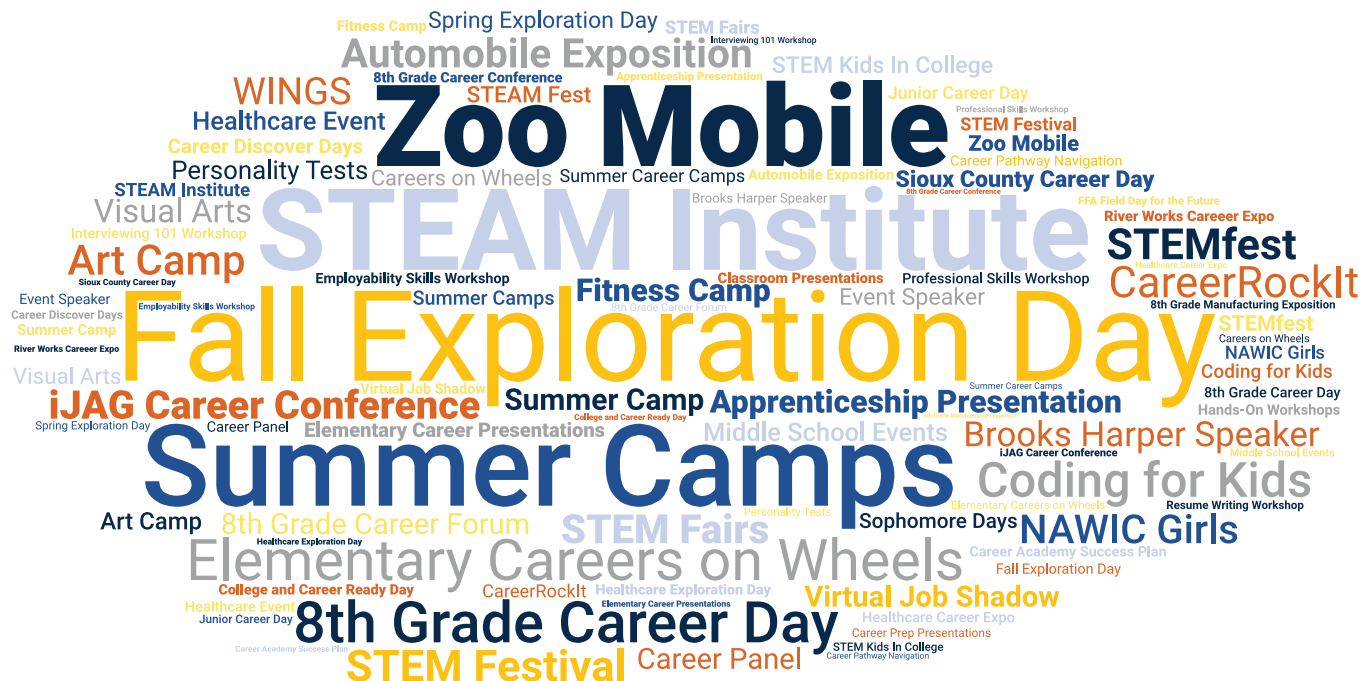 Fitness Camp
Spring Exploration Day
STEM Fairs
Interviewing 101 Workshop
Automobile Exposition
STEM Kids In College
8th Grade Career Conference
Apprenticeship Presentation
WINGS
STEAM Fest
Zoo Mobile
Junior Career Day
Professional Skills Workshop
Healthcare Event
STEM Festival
Career Discover Days
Zoo Mobile
Career Pathway Navigation
Personality Tests
Careers on Wheels
Summer Career Camps
Automobile Exposition
Sioux County Career Day
STEAM Institute
8th Grade Career Conference
Visual Arts
STEAM Institute
Brooks Harper Speaker
FFA Field Day for the Future
River Works Careeer Expo
Interviewing 101 Workshop
STEMfest
Art Camp
Healthcare Career Expo
Sioux County Career Day
Employability Skills Workshop
Classroom Presentations
Professional Skills Workshop
CareerRockIt
Event Speaker
Employability Skills Workshop
Summer Camps
Fitness Camp
8th Grade Career Forum
Event Speaker
8th Grade Manufacturing Exposition
Career Discover Days
Fall Exploration Day
STEMfest
Summer Camp
Careers on Wheels
River Works Careeer Expo
NAWIC Girls
Visual Arts
Coding for Kids
Virtual Job Shadow
Summer Career Camps
8th Grade Career Day
iJAG Career Conference
Summer Camp
Apprenticeship Presentation
Hands-On Workshops
College and Career Ready Day
8th Grade Manufacturing Exposition
Spring Exploration Day
Career Panel
Elementary Career Presentations
Middle School Events
Brooks Harper Speaker
iJAG Career Conference
Middle School Events
Summer Camps
Coding for Kids
Elementary Careers on Wheels
Resume Writing Workshop
Personality Tests
Art Camp
8th Grade Career Forum
STEM Fairs
Sophomore Days
NAWIC Girls
Healthcare Exploration Day
Elementary Careers on Wheels
Career Academy Success Plan
Fall Exploration Day
College and Career Ready Day
CareerRockIt
Healthcare Exploration Day
Virtual Job Shadow
Healthcare Event
Elementary Career Presentations
Junior Career Day
8th Grade Career Day
Healthcare Career Expo
Career Prep Presentations
Career Academy Success Plan
STEM Kids In College
STEM Festival
Career Panel
Career Pathway Navigation